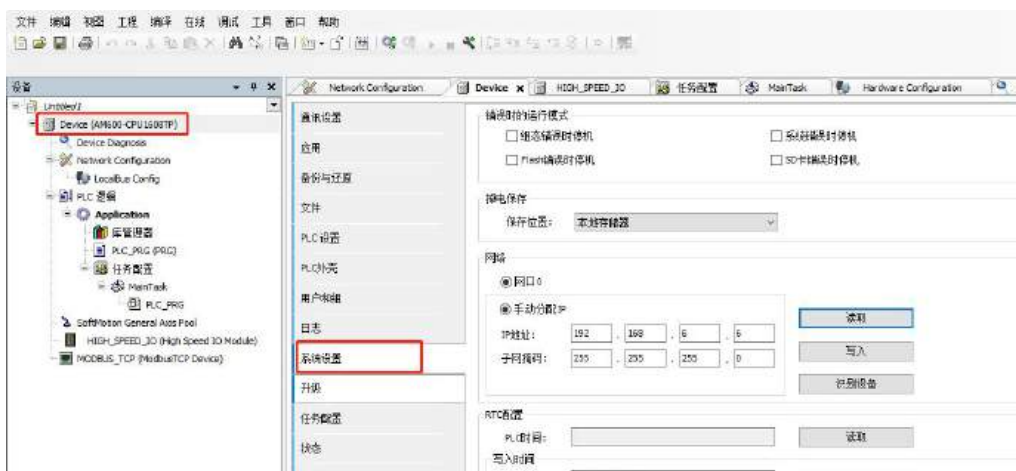 文件 编辑 视图 工程 编译 在线 调试 工具 窗口 帮助
设备
Network Configuration
Device
HIGH_SPEED_IO
任务配置
MainTask
Hardware Configuration
Untitled1
Device (AM600-CPU1608TP)
Device Diagnosis
Network Configuration
LocalBus Config
PLC 逻辑
Application
库管理器
PLC_PRG (PRG)
任务配置
MainTask
PLC_PRG
SoftMotion General Axis Pool
HIGH_SPEED_IO (High Speed IO Module)
MODBUS_TCP (ModbusTCP Device)
通讯设置
应用
备份与还原
文件
PLC 设置
PLC外壳
用户和组
日志
系统设置
升级
任务配置
状态
错误时的运行模式
组态错误时停机
系统错误时停机
Flash错误时停机
SD卡错误时停机
掉电保存
保存位置: 本地存储器
网络
网口0
手动分配IP
IP地址: 192 . 168 . 6 . 6
子网掩码: 255 . 255 . 255 . 0
读取
写入
识别设备
RTC配置
PLC时间:
读取
写入时间